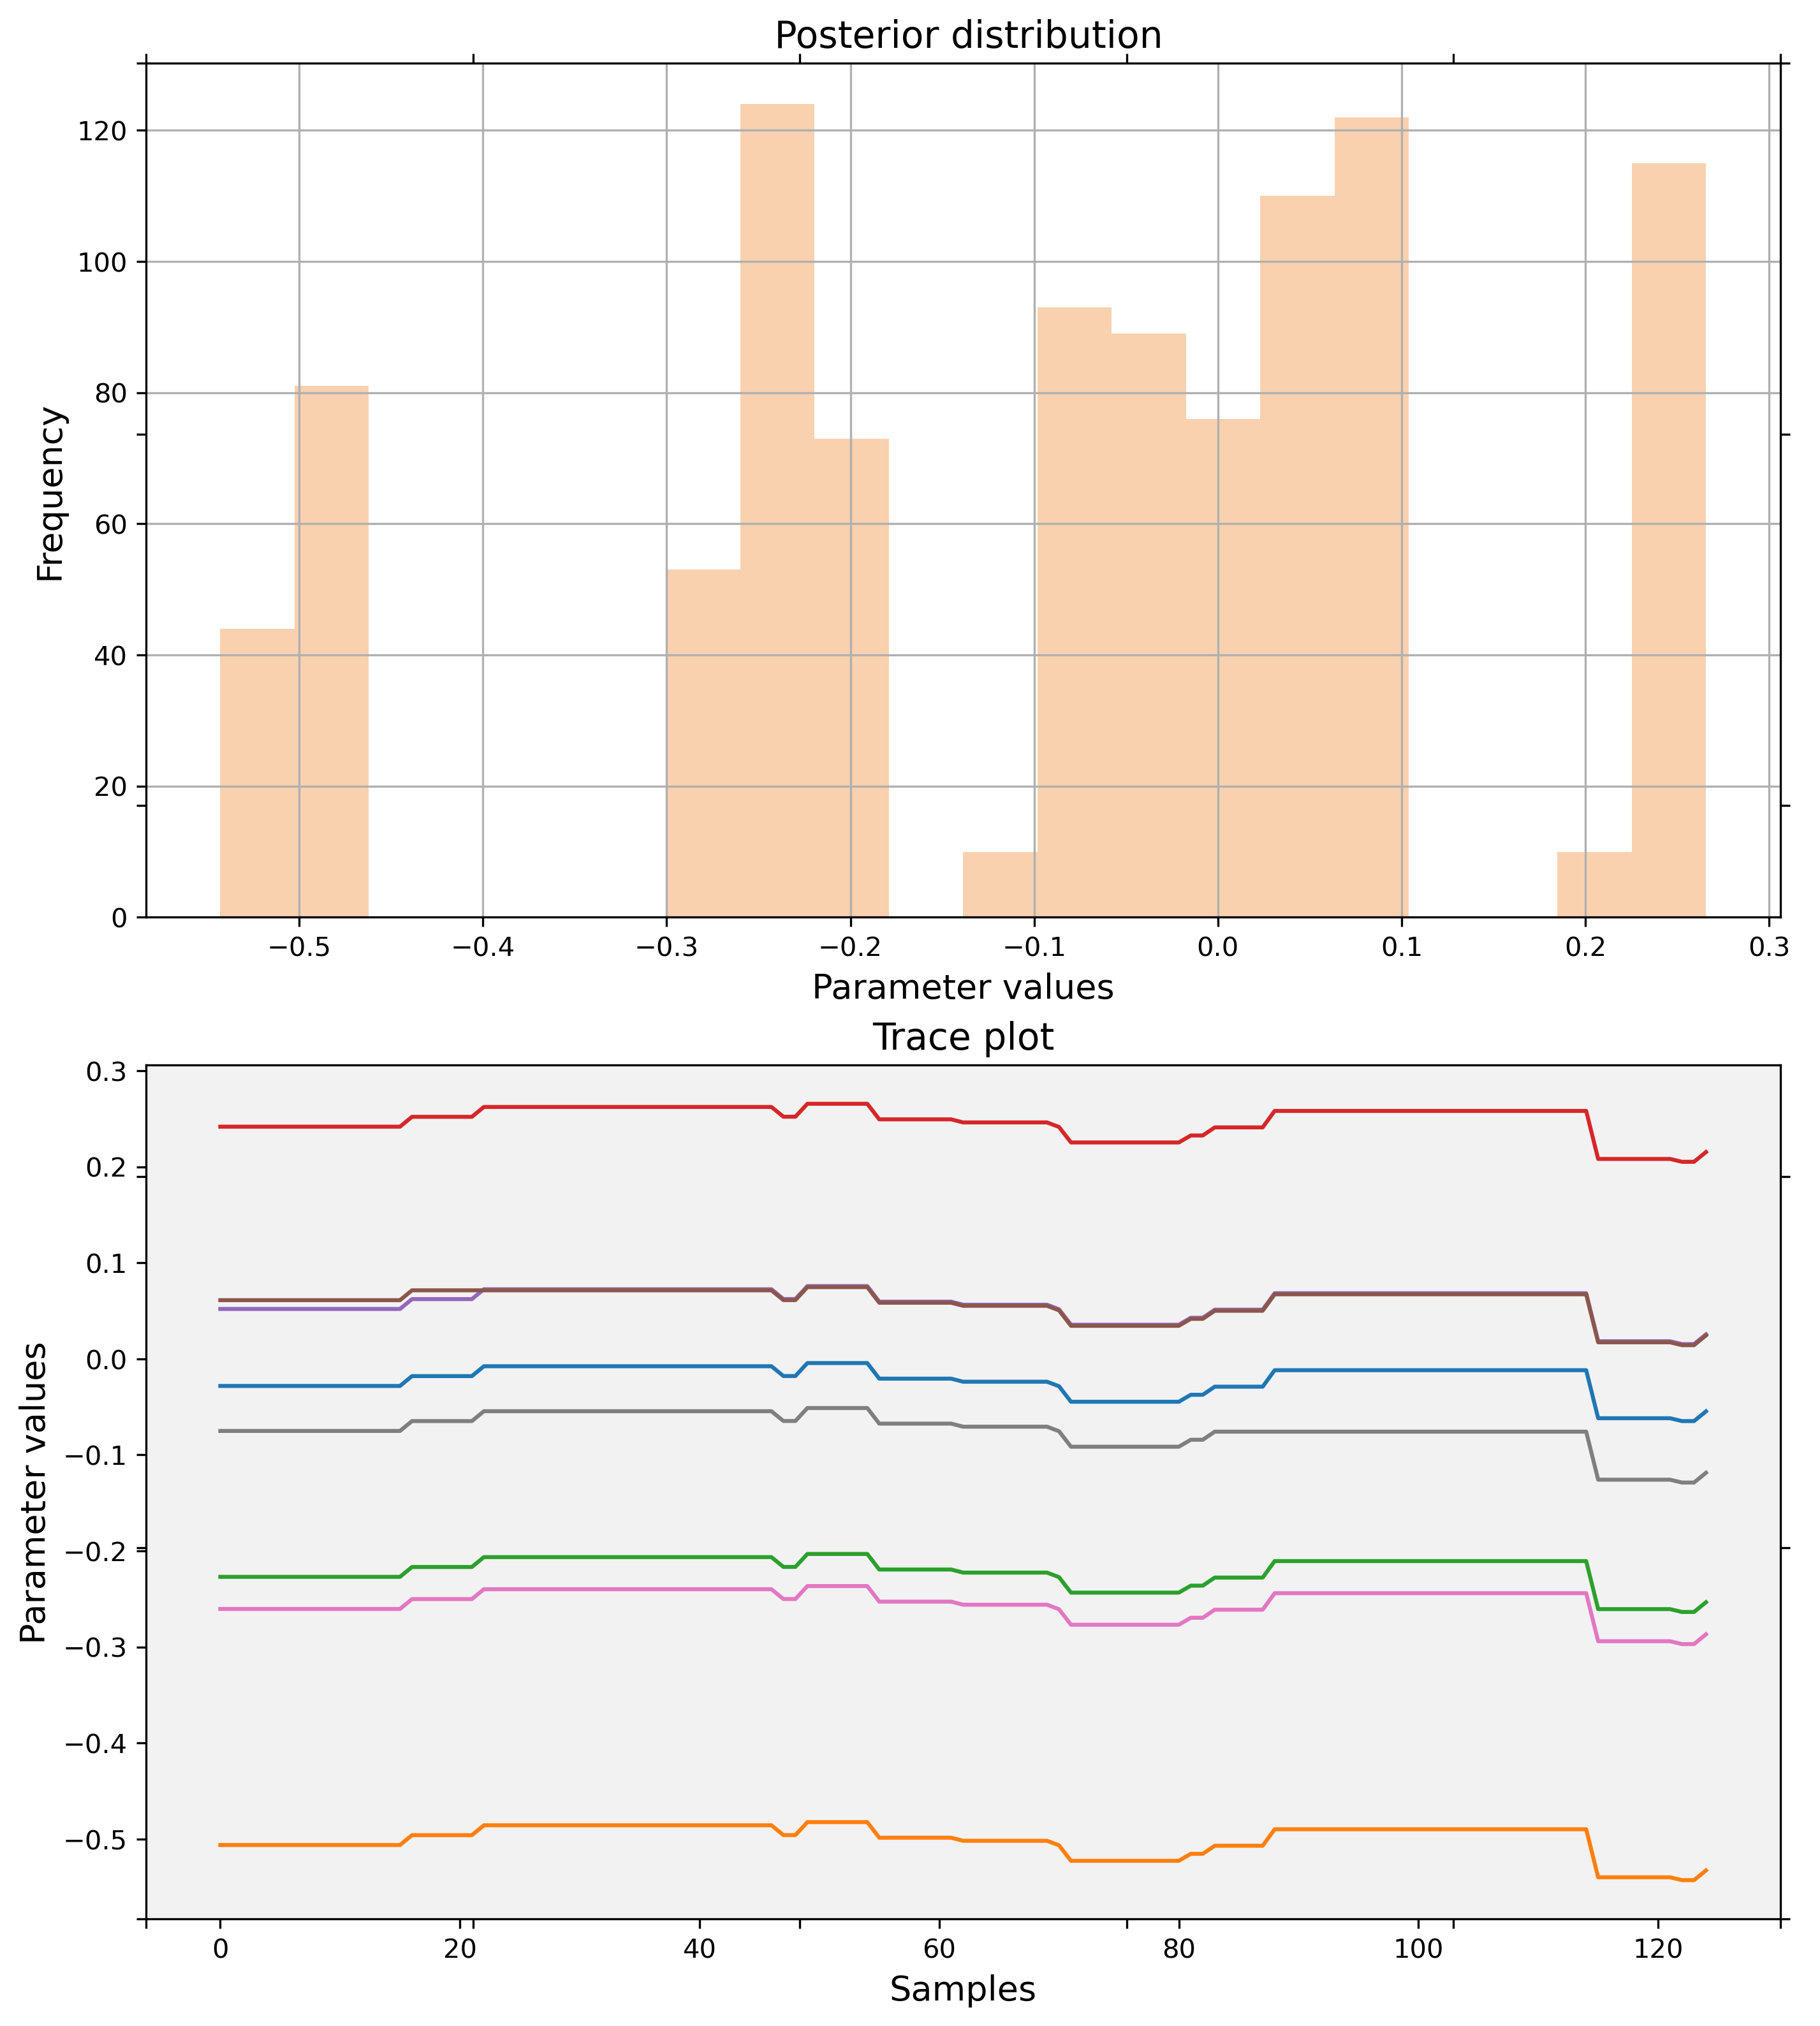 Posterior distribution
120
100
80
60
40
20
0
Frequency
−0.5 −0.4 −0.3 −0.2 −0.1 0.0 0.1 0.2 0.3
Parameter values
Trace plot
0.3
0.2
0.1
0.0
−0.1
−0.2
−0.3
−0.4
−0.5
Parameter values
0 20 40 60 80 100 120
Samples